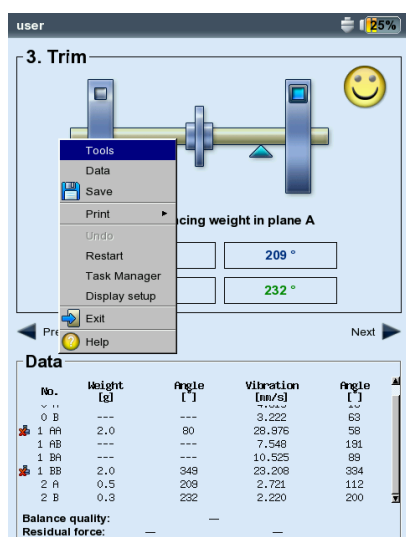 user 25%
3. Trim
Tools
Data
Save
Print
Undo
Restart
Task Manager
Display setup
Exit
Help
ncing weight in plane A
209 °
232 °
Pre
Next
Data
No. Weight Angle Vibration Angle
[g] [°] [mm/s] [°]
0 B --- --- 3.222 63
1 AA 2.0 80 28.976 58
1 AB --- --- 7.548 191
1 BA --- --- 10.525 89
1 BB 2.0 349 23.208 334
2 A 0.5 209 2.721 112
2 B 0.3 232 2.220 200
Balance quality: —
Residual force: — —